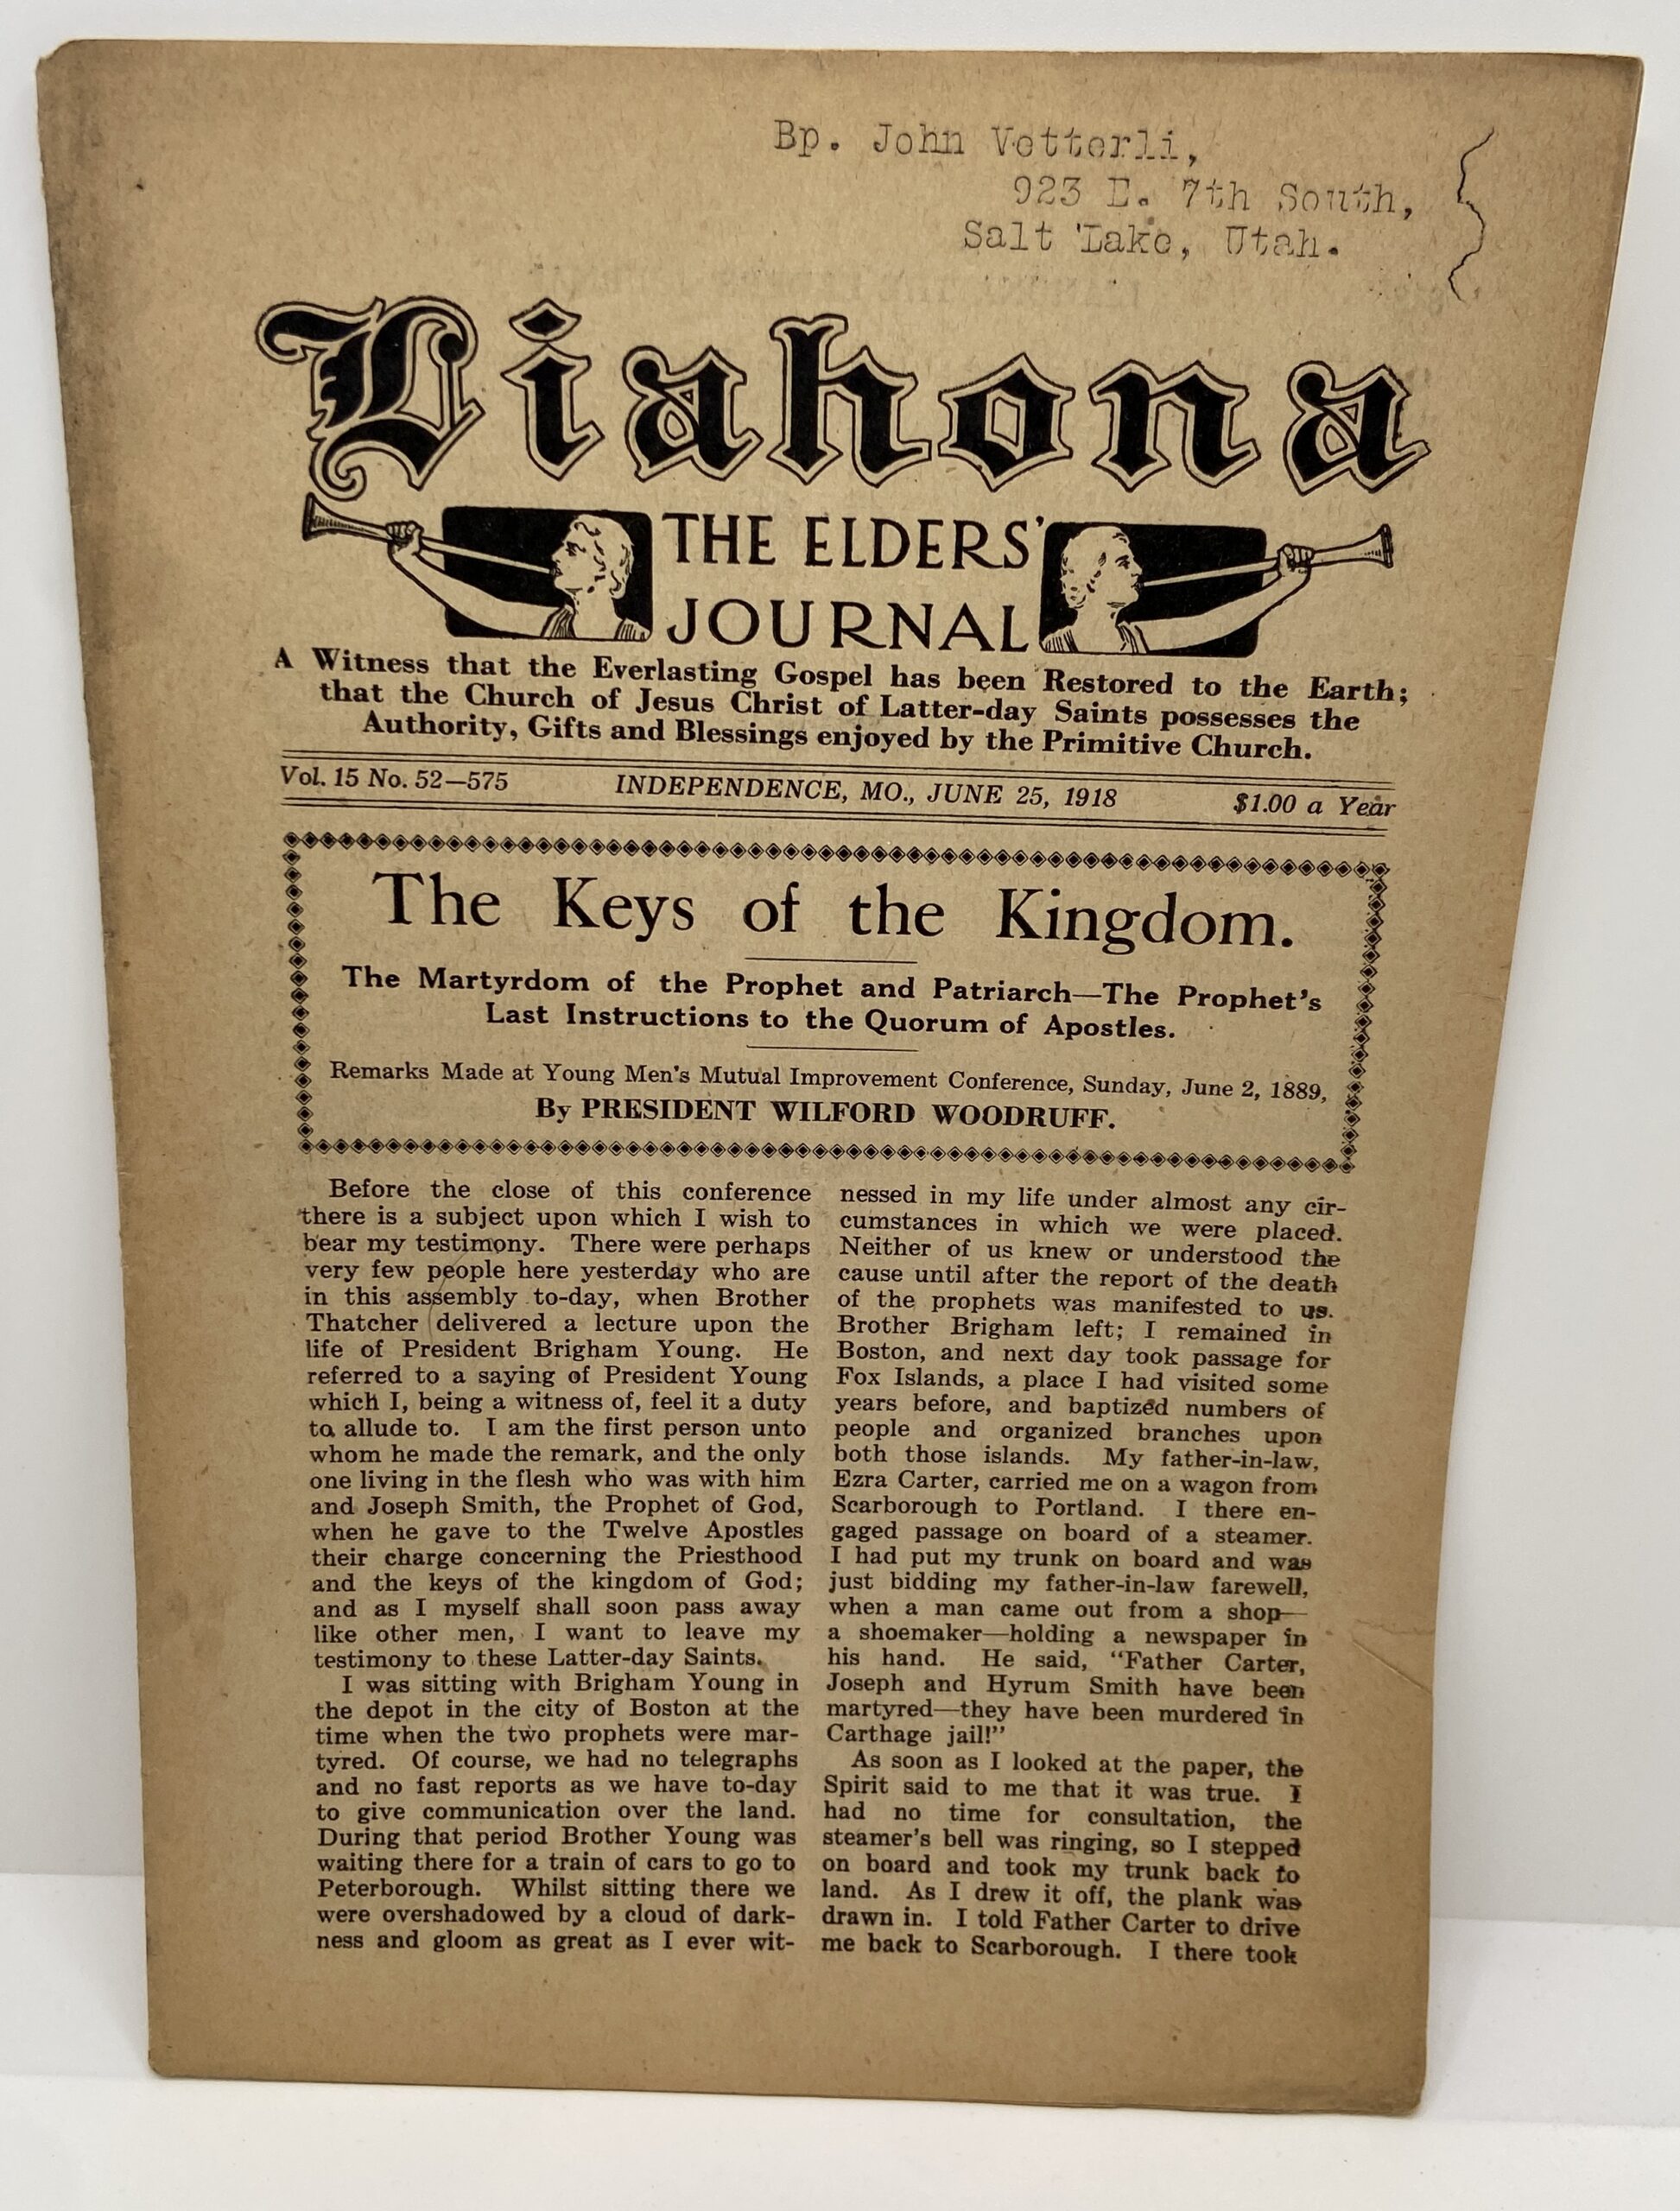 Bp. John Vetterli,
923 E. 7th South,
Salt Lake, Utah.
Liahona
THE ELDERS'
JOURNAL
A Witness that the Everlasting Gospel has been Restored to the Earth;
that the Church of Jesus Christ of Latter-day Saints possesses the
Authority, Gifts and Blessings enjoyed by the Primitive Church.
Vol. 15 No. 52—575 INDEPENDENCE, MO., JUNE 25, 1918 $1.00 a Year
The Keys of the Kingdom.
The Martyrdom of the Prophet and Patriarch—The Prophet's
Last Instructions to the Quorum of Apostles.
Remarks Made at Young Men's Mutual Improvement Conference, Sunday, June 2, 1889,
By PRESIDENT WILFORD WOODRUFF.
Before the close of this conference
there is a subject upon which I wish to
bear my testimony. There were perhaps
very few people here yesterday who are
in this assembly to-day, when Brother
Thatcher delivered a lecture upon the
life of President Brigham Young. He
referred to a saying of President Young
which I, being a witness of, feel it a duty
to allude to. I am the first person unto
whom he made the remark, and the only
one living in the flesh who was with him
and Joseph Smith, the Prophet of God,
when he gave to the Twelve Apostles
their charge concerning the Priesthood
and the keys of the kingdom of God;
and as I myself shall soon pass away
like other men, I want to leave my
testimony to these Latter-day Saints.
I was sitting with Brigham Young in
the depot in the city of Boston at the
time when the two prophets were mar-
tyred. Of course, we had no telegraphs
and no fast reports as we have to-day
to give communication over the land.
During that period Brother Young was
waiting there for a train of cars to go to
Peterborough. Whilst sitting there we
were overshadowed by a cloud of dark-
ness and gloom as great as I ever wit-
nessed in my life under almost any cir-
cumstances in which we were placed.
Neither of us knew or understood the
cause until after the report of the death
of the prophets was manifested to us.
Brother Brigham left; I remained in
Boston, and next day took passage for
Fox Islands, a place I had visited some
years before, and baptized numbers of
people and organized branches upon
both those islands. My father-in-law,
Ezra Carter, carried me on a wagon from
Scarborough to Portland. I there en-
gaged passage on board of a steamer.
I had put my trunk on board and was
just bidding my father-in-law farewell,
when a man came out from a shop—
a shoemaker—holding a newspaper in
his hand. He said, "Father Carter,
Joseph and Hyrum Smith have been
martyred—they have been murdered in
Carthage jail!"
As soon as I looked at the paper, the
Spirit said to me that it was true. I
had no time for consultation, the
steamer's bell was ringing, so I stepped
on board and took my trunk back to
land. As I drew it off, the plank was
drawn in. I told Father Carter to drive
me back to Scarborough. I there took